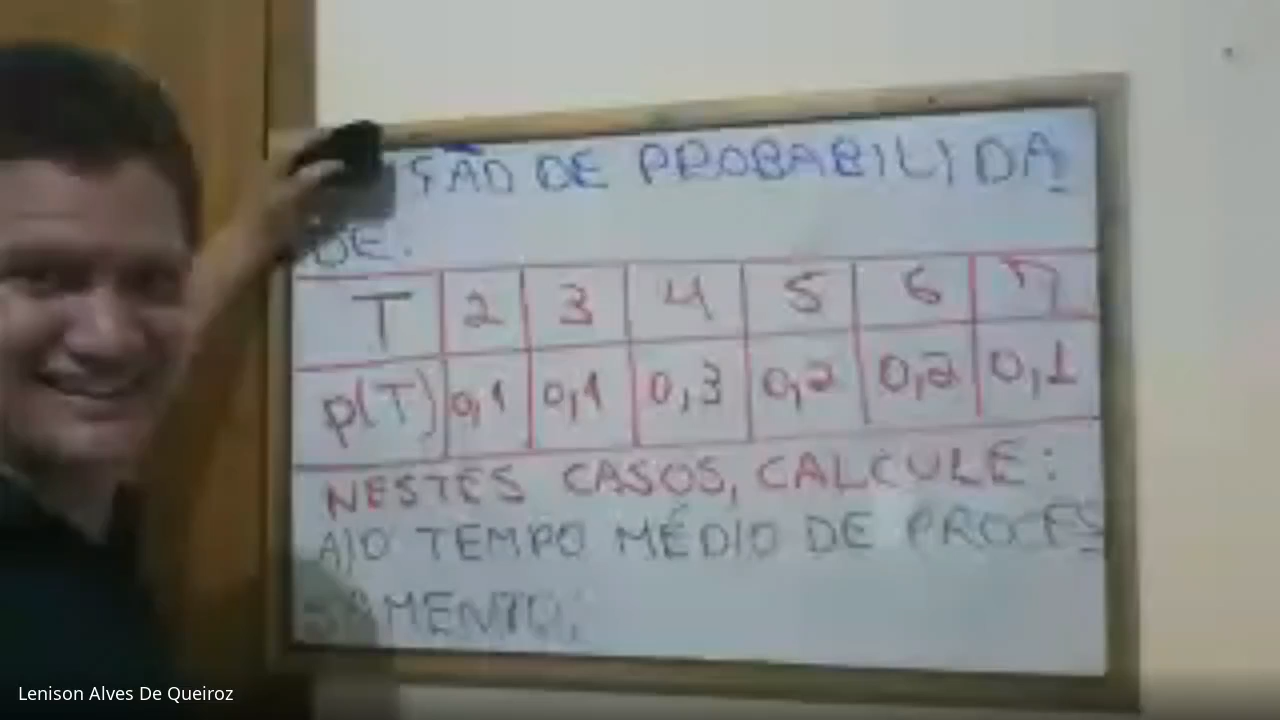 ÇÃO DE PROBABILIDA
DE.
T 2 3 4 5 6 7
P(T) 0,1 0,1 0,3 0,2 0,2 0,1
NESTES CASOS, CALCULE:
A) O TEMPO MÉDIO DE PROCES
SAMENTO;
Lenison Alves De Queiroz